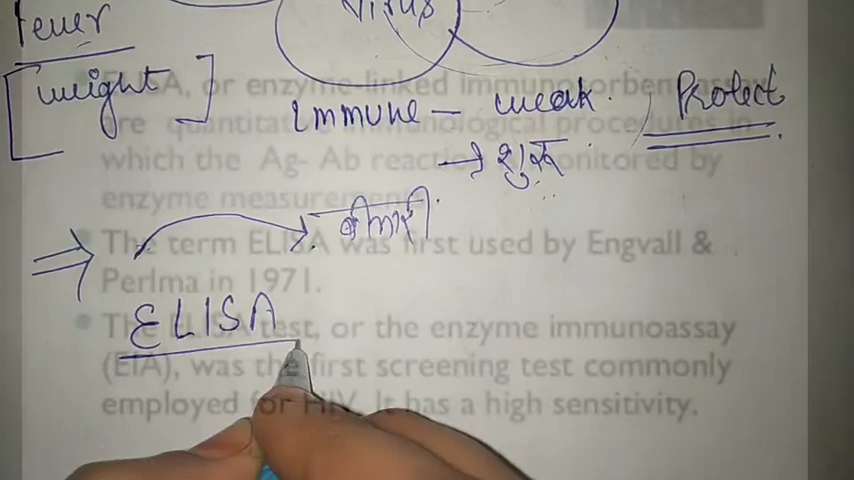 Fever
Virus
[weight]
ELISA, or enzyme-linked immunosorbent assay
Immune – weak. Protect
are quantitative immunological procedures in
→ शुरू
which the Ag- Ab reaction monitored by
enzyme measurement
⇒ बीमारी
The term ELISA was first used by Engvall &
Perlma in 1971.
ELISA
The ELISA test, or the enzyme immunoassay
(EIA), was the first screening test commonly
employed for HIV. It has a high sensitivity.